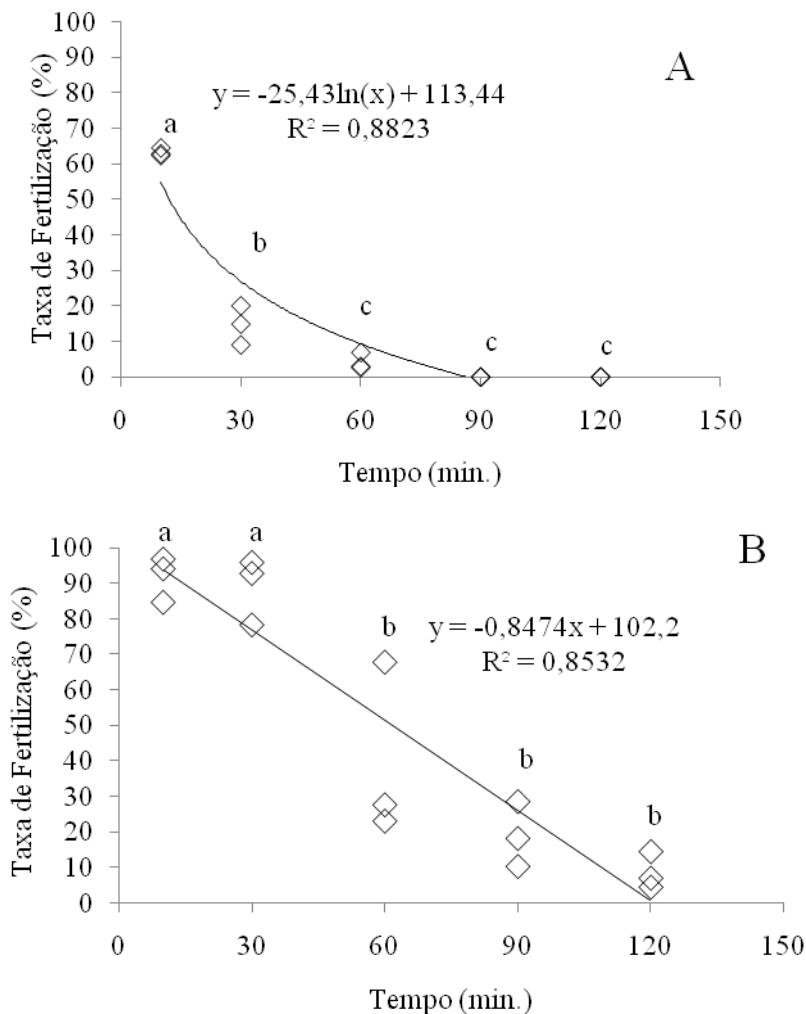 100
90
80
70
60
50
40
30
20
10
0
Taxa de Fertilização (%)
A
y = -25,43ln(x) + 113,44
R² = 0,8823
a
b
c
c
c
0 30 60 90 120 150
Tempo (min.)
100
90
80
70
60
50
40
30
20
10
0
Taxa de Fertilização (%)
B
a a
b
y = -0,8474x + 102,2
R² = 0,8532
b
b
0 30 60 90 120 150
Tempo (min.)